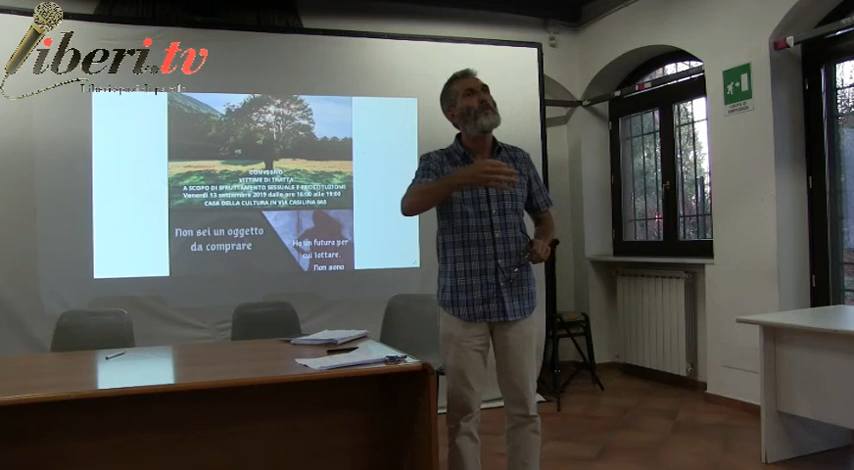 liberi.tv
CONVEGNO
VITTIME DI TRATTA
A SCOPO DI SFRUTTAMENTO SESSUALE E PROSTITUZIONE
Venerdì 13 settembre 2019 dalle ore 16:00 alle 19:00
CASA DELLA CULTURA IN VIA CASILINA 665
Non sei un oggetto
da comprare
Ho un futuro per
cui lottare.
Non sono